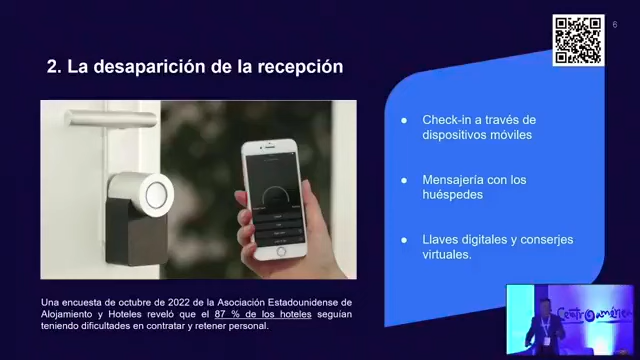 6
2. La desaparición de la recepción
● Check-in a través de
dispositivos móviles
● Mensajería con los
huéspedes
● Llaves digitales y conserjes
virtuales.
Una encuesta de octubre de 2022 de la Asociación Estadounidense de
Alojamiento y Hoteles reveló que el 87 % de los hoteles seguían
teniendo dificultades en contratar y retener personal.
Centroaméric